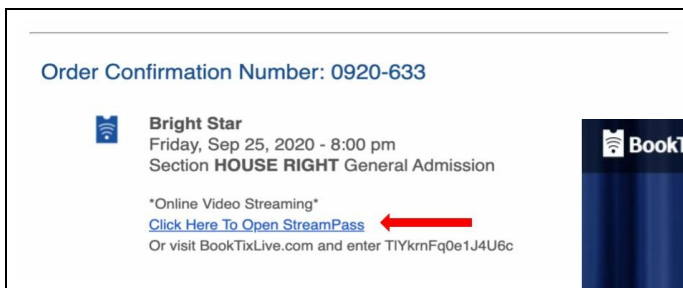 Order Confirmation Number: 0920-633
Bright Star
Friday, Sep 25, 2020 - 8:00 pm
Section HOUSE RIGHT General Admission
*Online Video Streaming*
Click Here To Open StreamPass
Or visit BookTixLive.com and enter TlYkrnFq0e1J4U6c
BookT